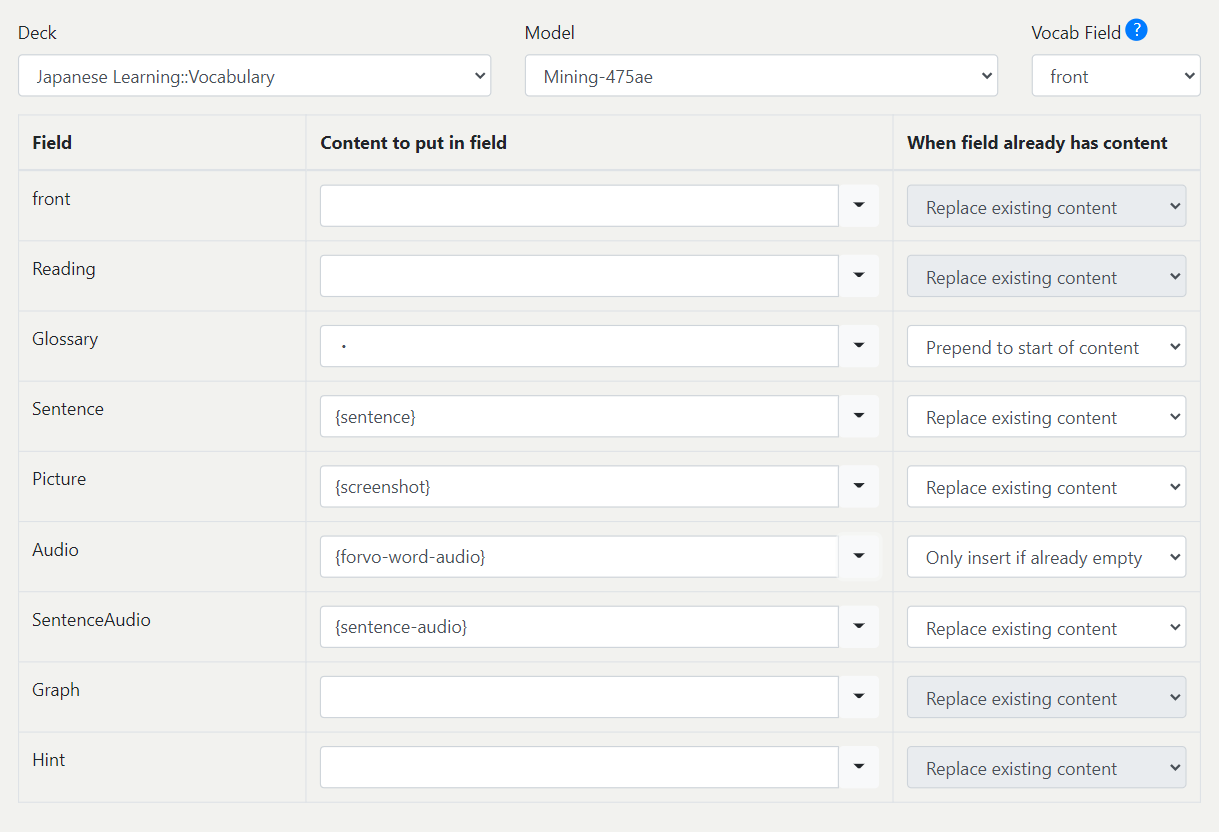 Deck Model Vocab Field ?
Japanese Learning::Vocabulary Mining-475ae front
Field Content to put in field When field already has content
front Replace existing content
Reading Replace existing content
Glossary ・ Prepend to start of content
Sentence {sentence} Replace existing content
Picture {screenshot} Replace existing content
Audio {forvo-word-audio} Only insert if already empty
SentenceAudio {sentence-audio} Replace existing content
Graph Replace existing content
Hint Replace existing content